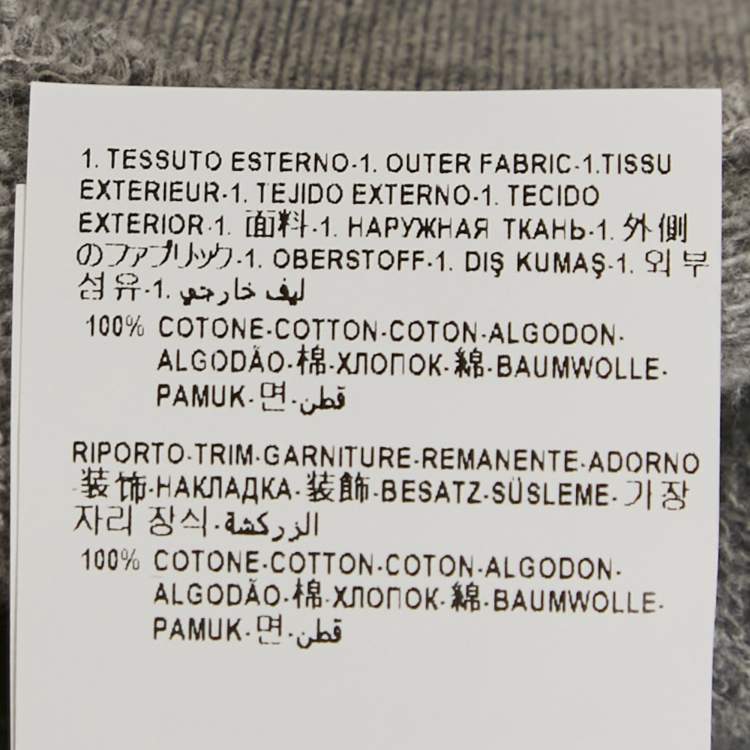 1. TESSUTO ESTERNO-1. OUTER FABRIC-1.TISSU
EXTERIEUR-1. TEJIDO EXTERNO-1. TECIDO
EXTERIOR-1. 面料-1. НАРУЖНАЯ ТКАНЬ-1. 外側
のファブリック-1. OBERSTOFF-1. DIŞ KUMAŞ-1. 외부
섬유-1. ليف خارجي
100% COTONE-COTTON-COTON-ALGODON-
ALGODÃO-棉-ХЛОПОК-綿-BAUMWOLLE-
PAMUK-면-قطن
RIPORTO-TRIM-GARNITURE-REMANENTE-ADORNO
-装饰-НАКЛАДКА-装飾-BESATZ-SÜSLEME-가장
자리 장식-الزركشة
100% COTONE-COTTON-COTON-ALGODON-
ALGODÃO-棉-ХЛОПОК-綿-BAUMWOLLE-
PAMUK-면-قطن